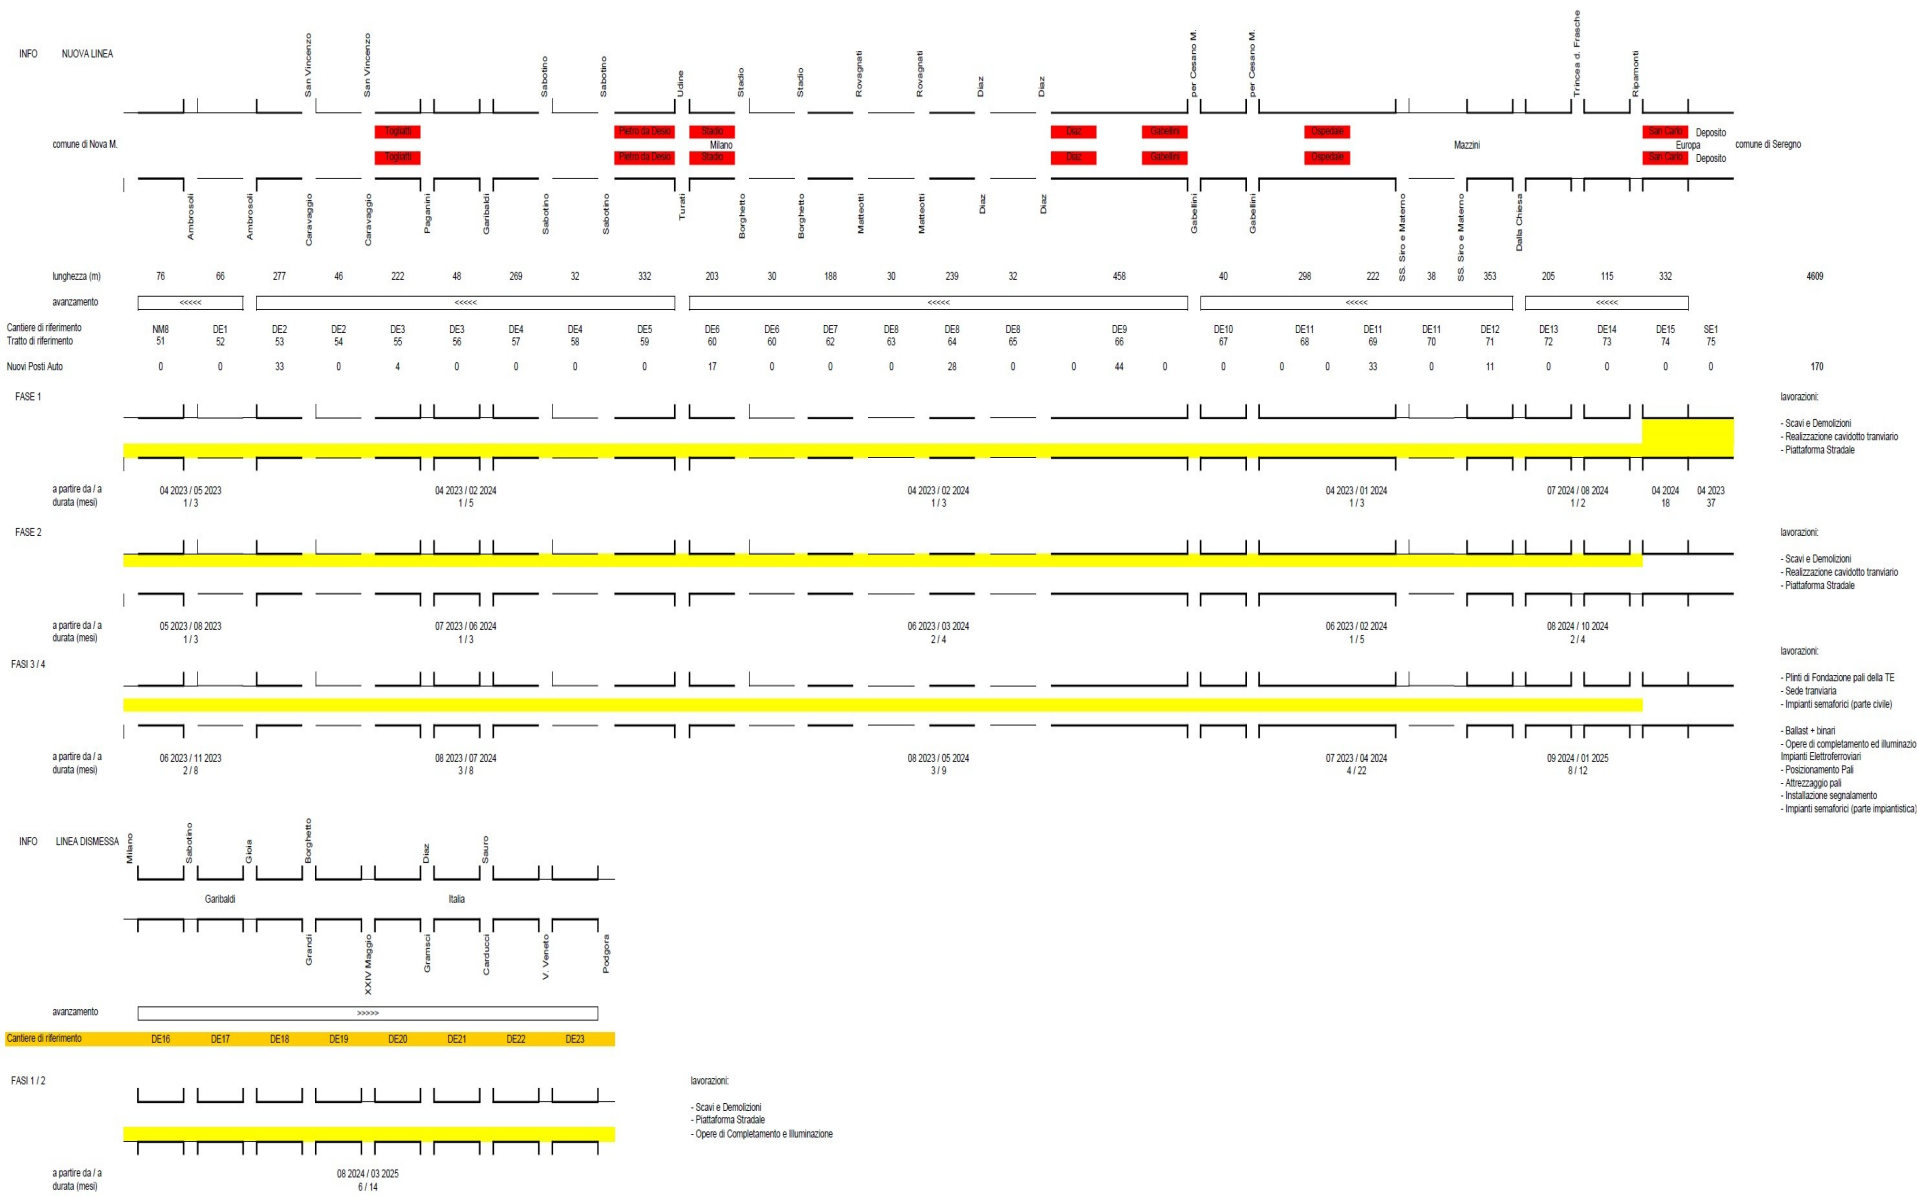 San Vincenzo San Vincenzo Sabotino Sabotino Udine Stadio Stadio Rovagnati Rovagnati Diaz Diaz per Cesano M. per Cesano M. Trincea d. Frasche Ripamonti
INFO NUOVA LINEA
Togliatti Pietro da Desio Stadio Diaz Gabellini Ospedale San Carlo Deposito
comune di Nova M. Milano Mazzini Europa comune di Seregno
Togliatti Pietro da Desio Stadio Diaz Gabellini Ospedale San Carlo Deposito
Ambrosoli Ambrosoli Caravaggio Caravaggio Paganini Garibaldi Sabotino Sabotino Turati Borghetto Borghetto Matteotti Matteotti Diaz Diaz Gabellini Gabellini SS. Siro e Materno SS. Siro e Materno Dalla Chiesa
lunghezza (m) 76 66 277 46 222 48 269 32 332 203 30 188 30 239 32 458 40 298 222 38 353 205 115 332 4609
avanzamento <<<<< <<<<< <<<<< <<<<< <<<<<
Cantiere di riferimento NM8 DE1 DE2 DE2 DE3 DE3 DE4 DE4 DE5 DE6 DE6 DE7 DE8 DE8 DE8 DE9 DE10 DE11 DE11 DE11 DE12 DE13 DE14 DE15 SE1
Tratto di riferimento 51 52 53 54 55 56 57 58 59 60 60 62 63 64 65 66 67 68 69 70 71 72 73 74 75
Nuovi Posti Auto 0 0 33 0 4 0 0 0 0 17 0 0 0 28 0 0 44 0 0 0 0 33 0 11 0 0 0 0 170
FASE 1 lavorazioni:
- Scavi e Demolizioni
- Realizzazione cavidotto tranviario
- Piattaforma Stradale
a partire da / a 04 2023 / 05 2023 04 2023 / 02 2024 04 2023 / 02 2024 04 2023 / 01 2024 07 2024 / 08 2024 04 2024 04 2023
durata (mesi) 1 / 3 1 / 5 1 / 3 1 / 3 1 / 2 18 37
FASE 2 lavorazioni:
- Scavi e Demolizioni
- Realizzazione cavidotto tranviario
- Piattaforma Stradale
a partire da / a 05 2023 / 08 2023 07 2023 / 06 2024 06 2023 / 03 2024 06 2023 / 02 2024 08 2024 / 10 2024
durata (mesi) 1 / 3 1 / 3 2 / 4 1 / 5 2 / 4
FASI 3 / 4 lavorazioni:
- Plinti di Fondazione pali della TE
- Sede tranviaria
- Impianti semaforici (parte civile)
- Ballast + binari
- Opere di completamento ed illuminazio
Impianti Elettroferroviari
- Posizionamento Pali
- Attrezzaggio pali
- Installazione segnalamento
- Impianti semaforici (parte impiantistica)
a partire da / a 06 2023 / 11 2023 08 2023 / 07 2024 08 2023 / 05 2024 07 2023 / 04 2024 09 2024 / 01 2025
durata (mesi) 2 / 8 3 / 8 3 / 9 4 / 22 8 / 12
INFO LINEA DISMESSA
Milano Sabotino Gioia Borghetto Diaz Sauro
Garibaldi Italia
Grandi XXIV Maggio Gramsci Carducci V. Veneto Podgora
avanzamento >>>>>
Cantiere di riferimento DE16 DE17 DE18 DE19 DE20 DE21 DE22 DE23
FASI 1 / 2 lavorazioni:
- Scavi e Demolizioni
- Piattaforma Stradale
- Opere di Completamento e Illuminazione
a partire da / a 08 2024 / 03 2025
durata (mesi) 6 / 14